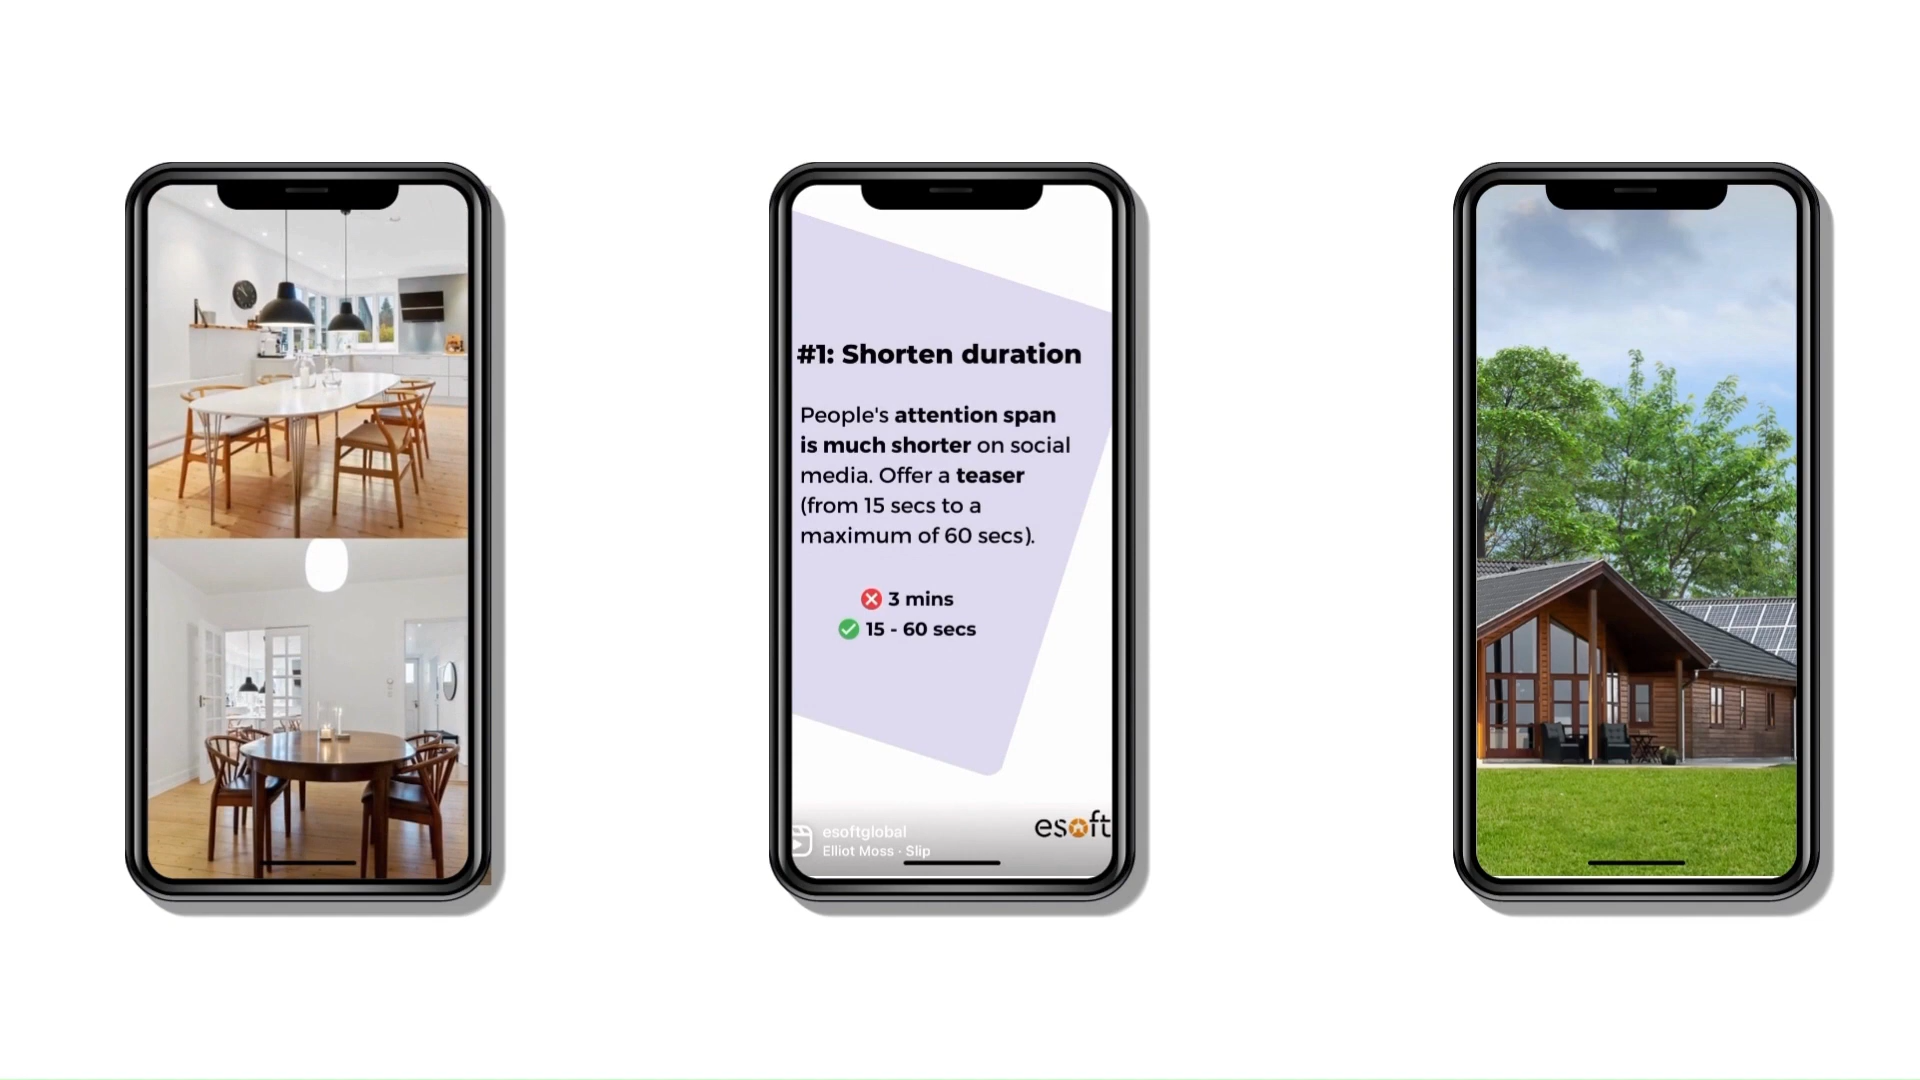 #1: Shorten duration
People's attention span
is much shorter on social
media. Offer a teaser
(from 15 secs to a
maximum of 60 secs).
3 mins
15 - 60 secs
esoft
esoftglobal
Elliot Moss · Slip